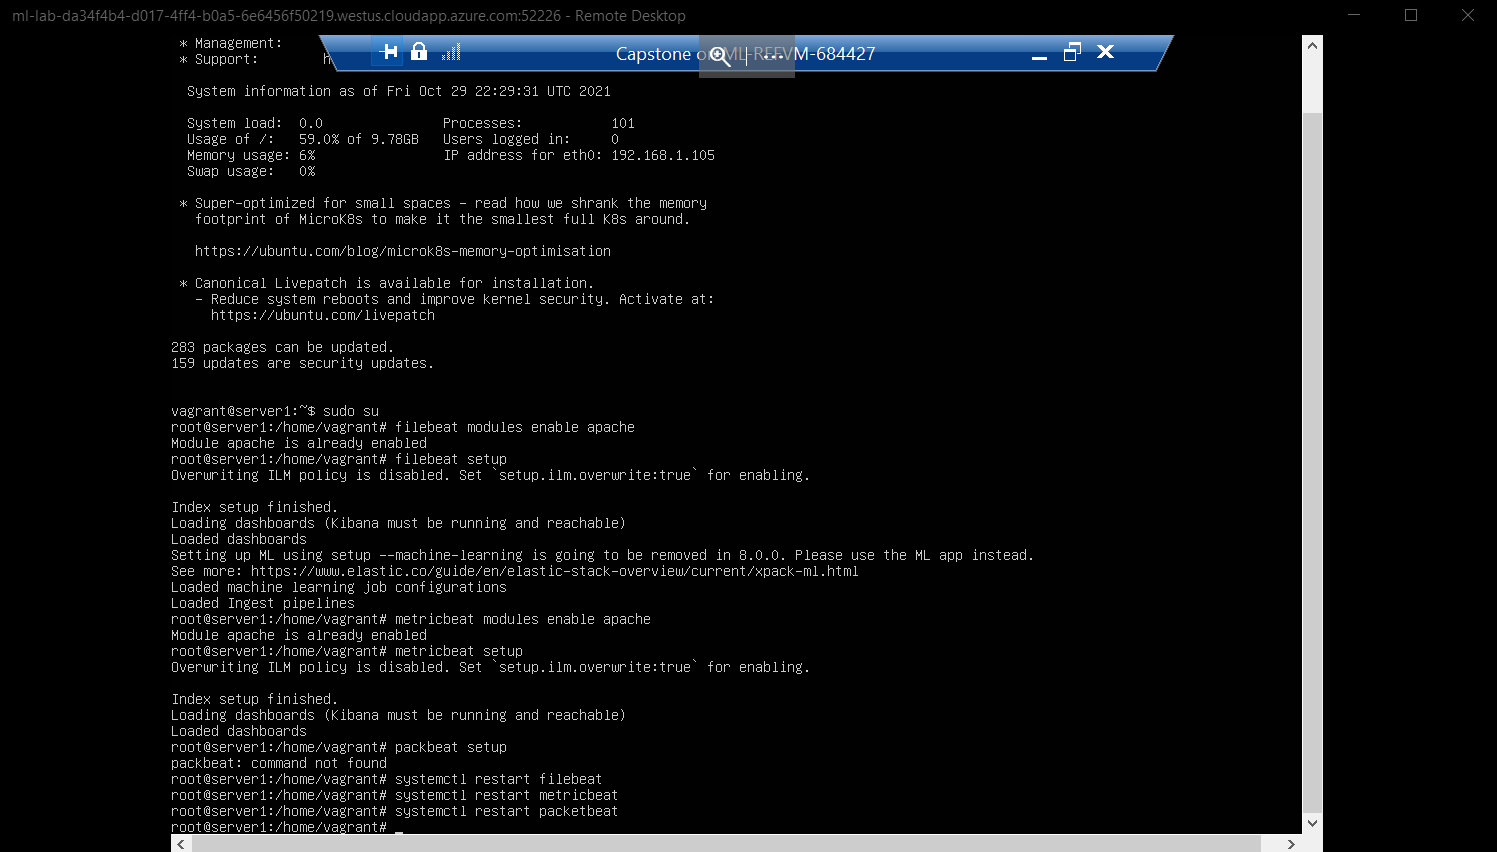 ml-lab-da34f4b4-d017-4ff4-b0a5-6e6456f50219.westus.cloudapp.azure.com:52226 - Remote Desktop
* Management:
* Support: h
Capstone on ML-REFVM-684427
System information as of Fri Oct 29 22:29:31 UTC 2021
System load: 0.0 Processes: 101
Usage of /: 59.0% of 9.78GB Users logged in: 0
Memory usage: 6% IP address for eth0: 192.168.1.105
Swap usage: 0%
* Super-optimized for small spaces - read how we shrank the memory
footprint of MicroK8s to make it the smallest full K8s around.
https://ubuntu.com/blog/microk8s-memory-optimisation
* Canonical Livepatch is available for installation.
- Reduce system reboots and improve kernel security. Activate at:
https://ubuntu.com/livepatch
283 packages can be updated.
159 updates are security updates.
vagrant@server1:~$ sudo su
root@server1:/home/vagrant# filebeat modules enable apache
Module apache is already enabled
root@server1:/home/vagrant# filebeat setup
Overwriting ILM policy is disabled. Set `setup.ilm.overwrite:true` for enabling.
Index setup finished.
Loading dashboards (Kibana must be running and reachable)
Loaded dashboards
Setting up ML using setup --machine-learning is going to be removed in 8.0.0. Please use the ML app instead.
See more: https://www.elastic.co/guide/en/elastic-stack-overview/current/xpack-ml.html
Loaded machine learning job configurations
Loaded Ingest pipelines
root@server1:/home/vagrant# metricbeat modules enable apache
Module apache is already enabled
root@server1:/home/vagrant# metricbeat setup
Overwriting ILM policy is disabled. Set `setup.ilm.overwrite:true` for enabling.
Index setup finished.
Loading dashboards (Kibana must be running and reachable)
Loaded dashboards
root@server1:/home/vagrant# packbeat setup
packbeat: command not found
root@server1:/home/vagrant# systemctl restart filebeat
root@server1:/home/vagrant# systemctl restart metricbeat
root@server1:/home/vagrant# systemctl restart packetbeat
root@server1:/home/vagrant# _